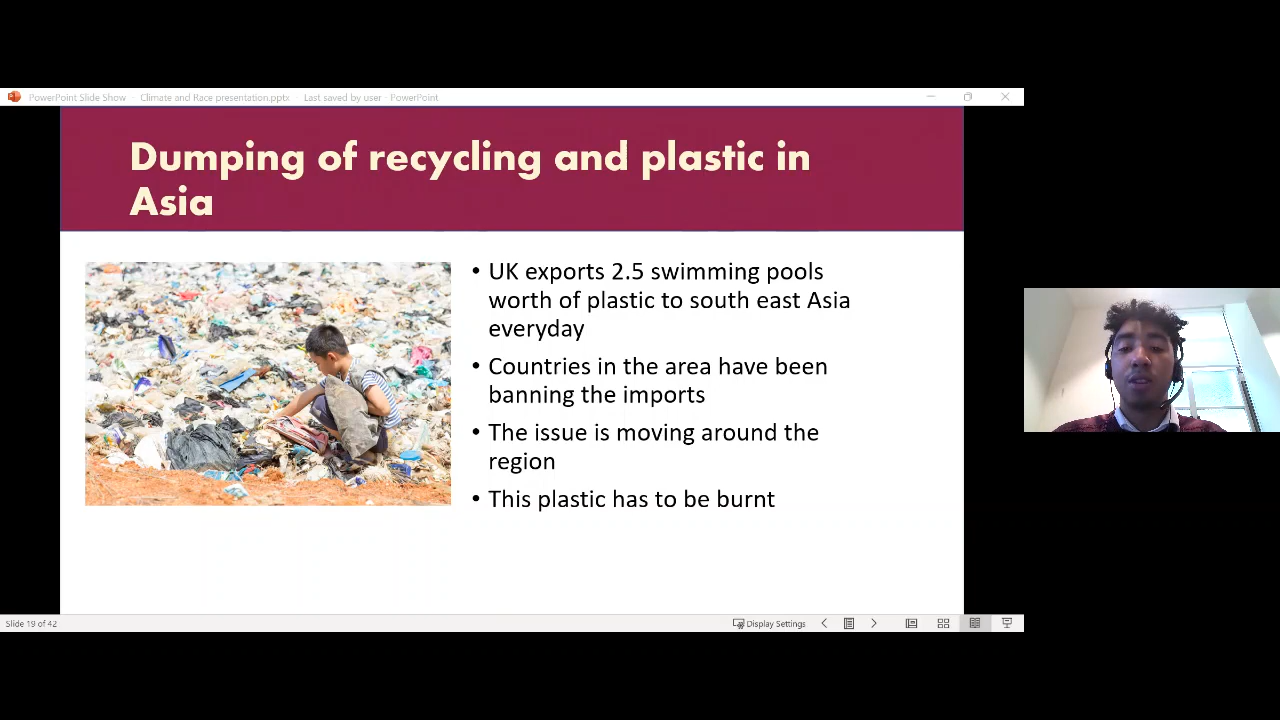 PowerPoint Slide Show - Climate and Race presentation.pptx - Last saved by user - PowerPoint
Dumping of recycling and plastic in
Asia
• UK exports 2.5 swimming pools
worth of plastic to south east Asia
everyday
• Countries in the area have been
banning the imports
• The issue is moving around the
region
• This plastic has to be burnt
Slide 19 of 42
Display Settings